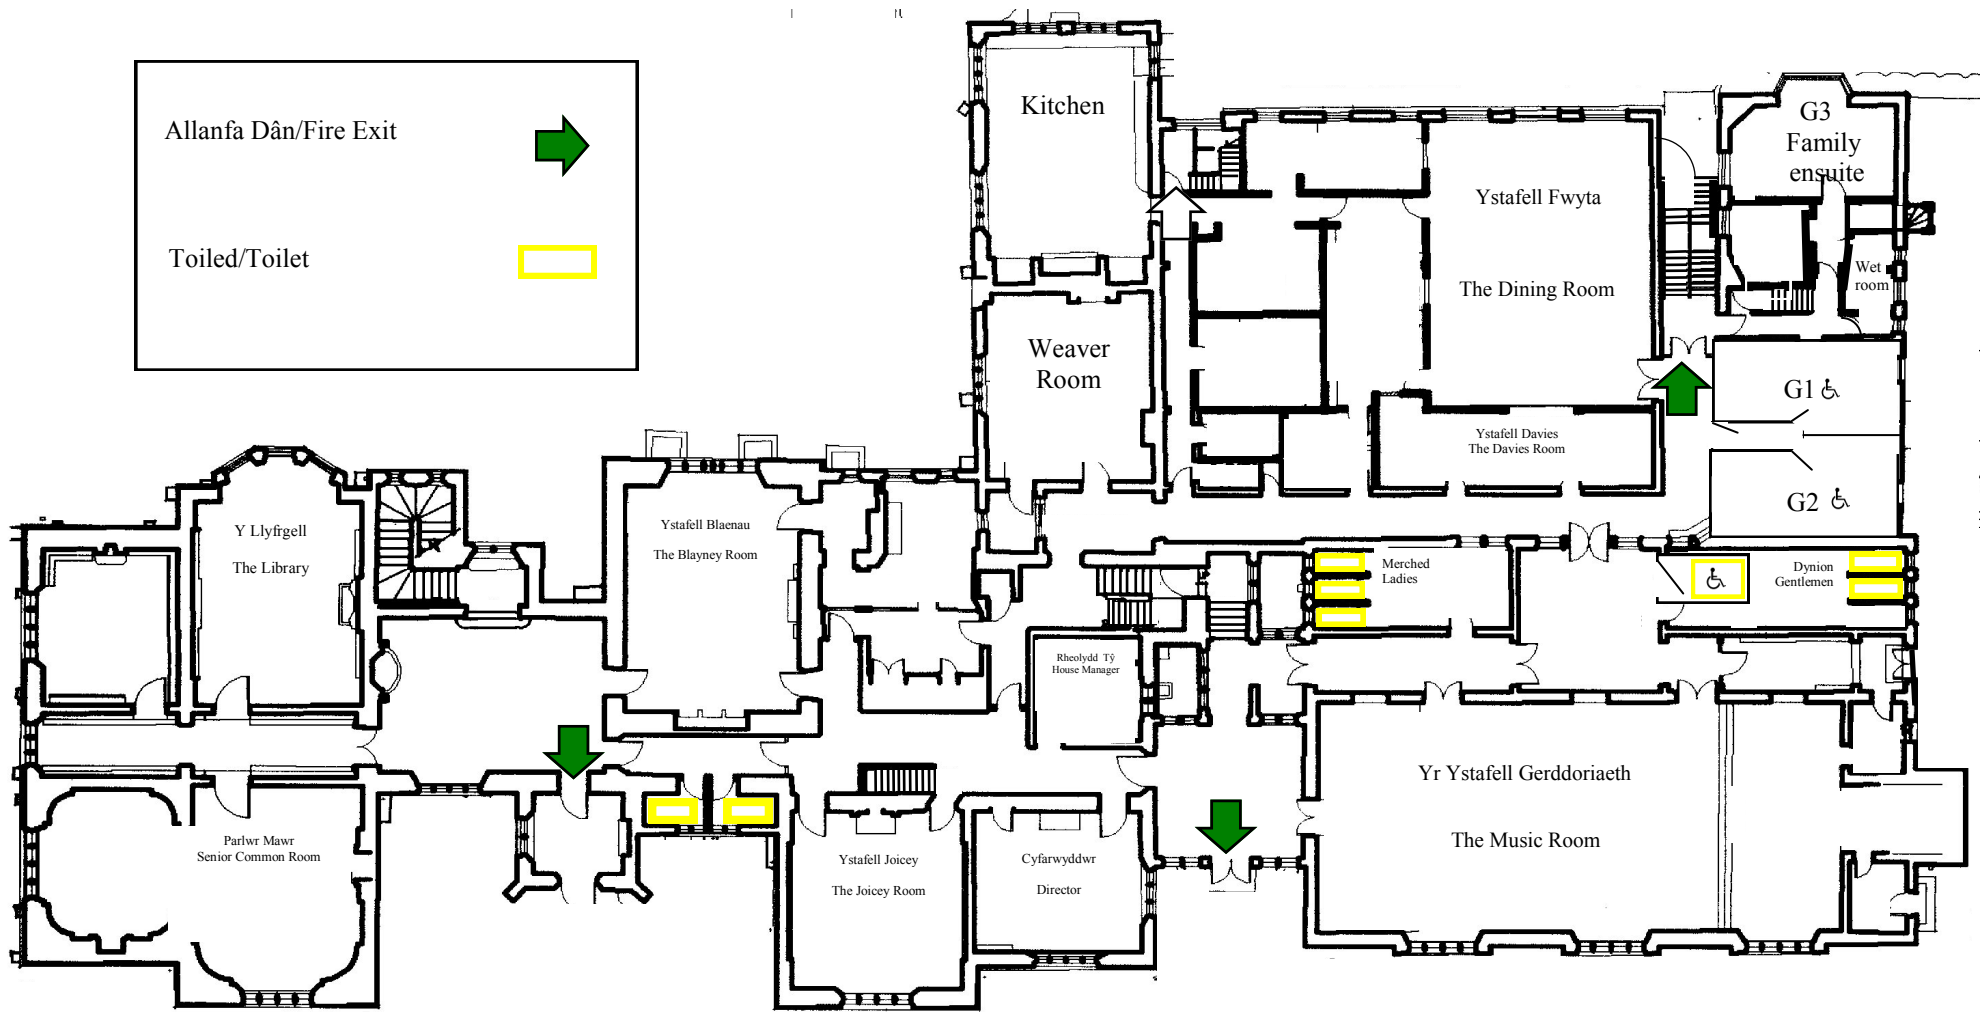 Allanfa Dân/Fire Exit
Toiled/Toilet
Kitchen
G3
Family
ensuite
Ystafell Fwyta
The Dining Room
Wet
room
Weaver
Room
G1
Ystafell Davies
The Davies Room
G2
Y Llyfrgell
The Library
Ystafell Blaenau
The Blayney Room
Merched
Ladies
Dynion
Gentlemen
Rheolydd Tŷ
House Manager
Parlwr Mawr
Senior Common Room
Ystafell Joicey
The Joicey Room
Cyfarwyddwr
Director
Yr Ystafell Gerddoriaeth
The Music Room